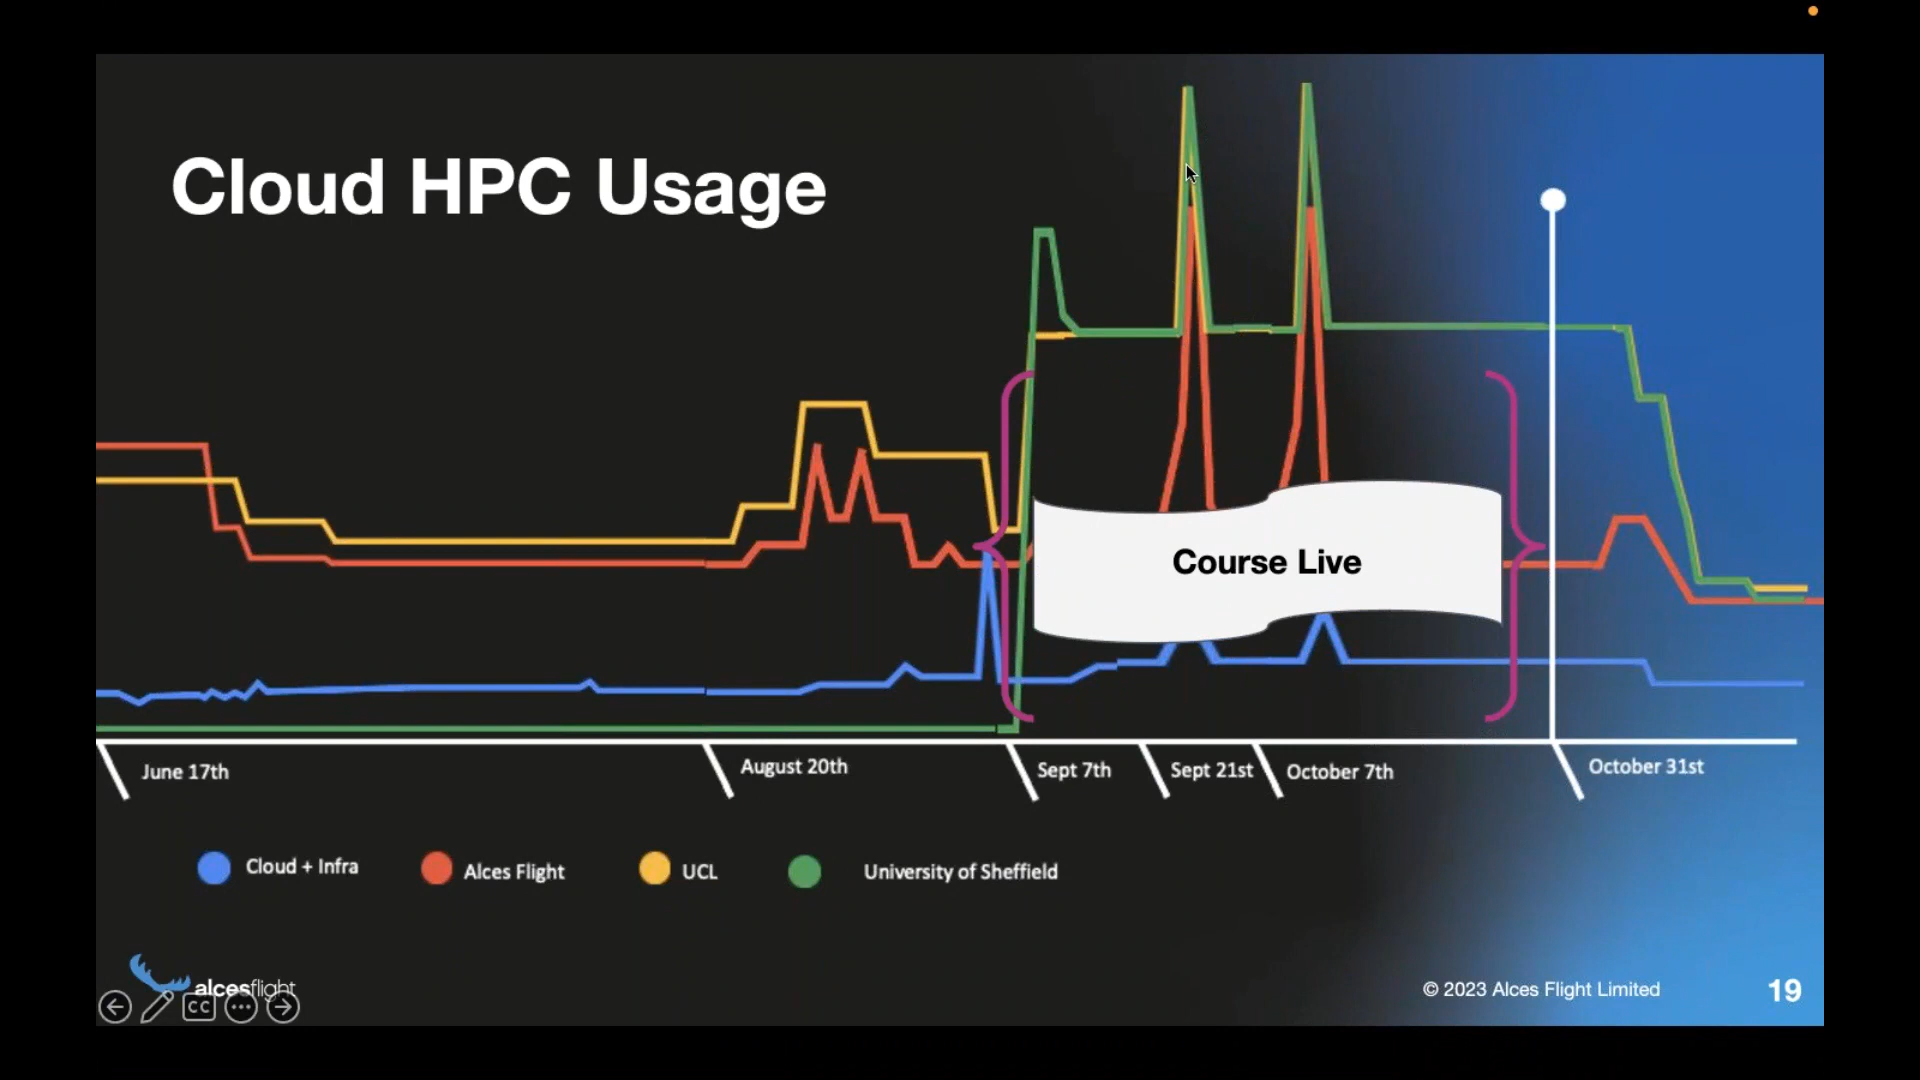 Cloud HPC Usage
Course Live
June 17th
August 20th
Sept 7th
Sept 21st
October 7th
October 31st
Cloud + Infra
Alces Flight
UCL
University of Sheffield
alcesflight
CC
© 2023 Alces Flight Limited
19